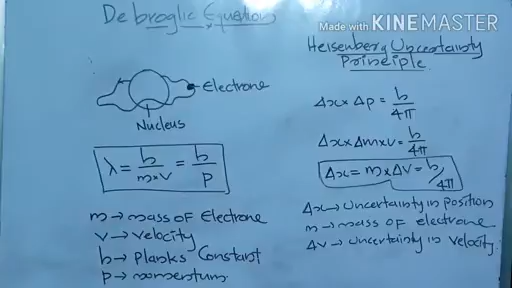 De broglie Equation
Made with KINEMASTER
Heisenberg Uncertainty
Principle
Electrone
Nucleus
λ = h/m×v = h/p
m → mass of Electrone
v → velocity
h → Planks Constant
p → momentum
Δx × Δp = h/4π
Δx × Δm×v = h/4π
Δx = m × Δv = h/4π
Δx → Uncertainty in position
m → mass of electrone
Δv → Uncertainty in velocity